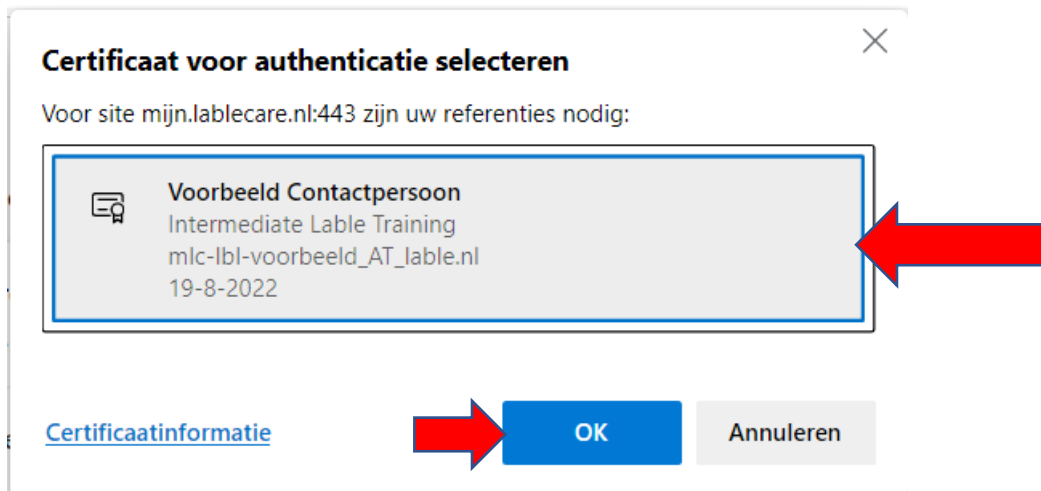 Certificaat voor authenticatie selecteren
Voor site mijn.lablecare.nl:443 zijn uw referenties nodig:
Voorbeeld Contactpersoon
Intermediate Lable Training
mlc-lbl-voorbeeld_AT_lable.nl
19-8-2022
Certificaatinformatie
OK
Annuleren